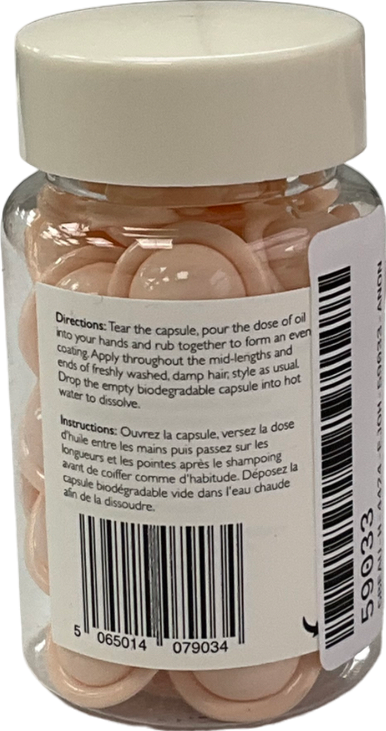 Directions: Tear the capsule, pour the dose of oil
into your hands and rub together to form an even
coating. Apply throughout the mid-lengths and
ends of freshly washed, damp hair, style as usual.
Drop the empty biodegradable capsule into hot
water to dissolve.
Instructions: Ouvrez la capsule, versez la dose
d'huile entre les mains puis passez sur les
longueurs et les pointes après le shampoing
avant de coiffer comme d'habitude. Déposez la
capsule biodégradable vide dans l'eau chaude
afin de la dissoudre.
5 065014 079034
59033